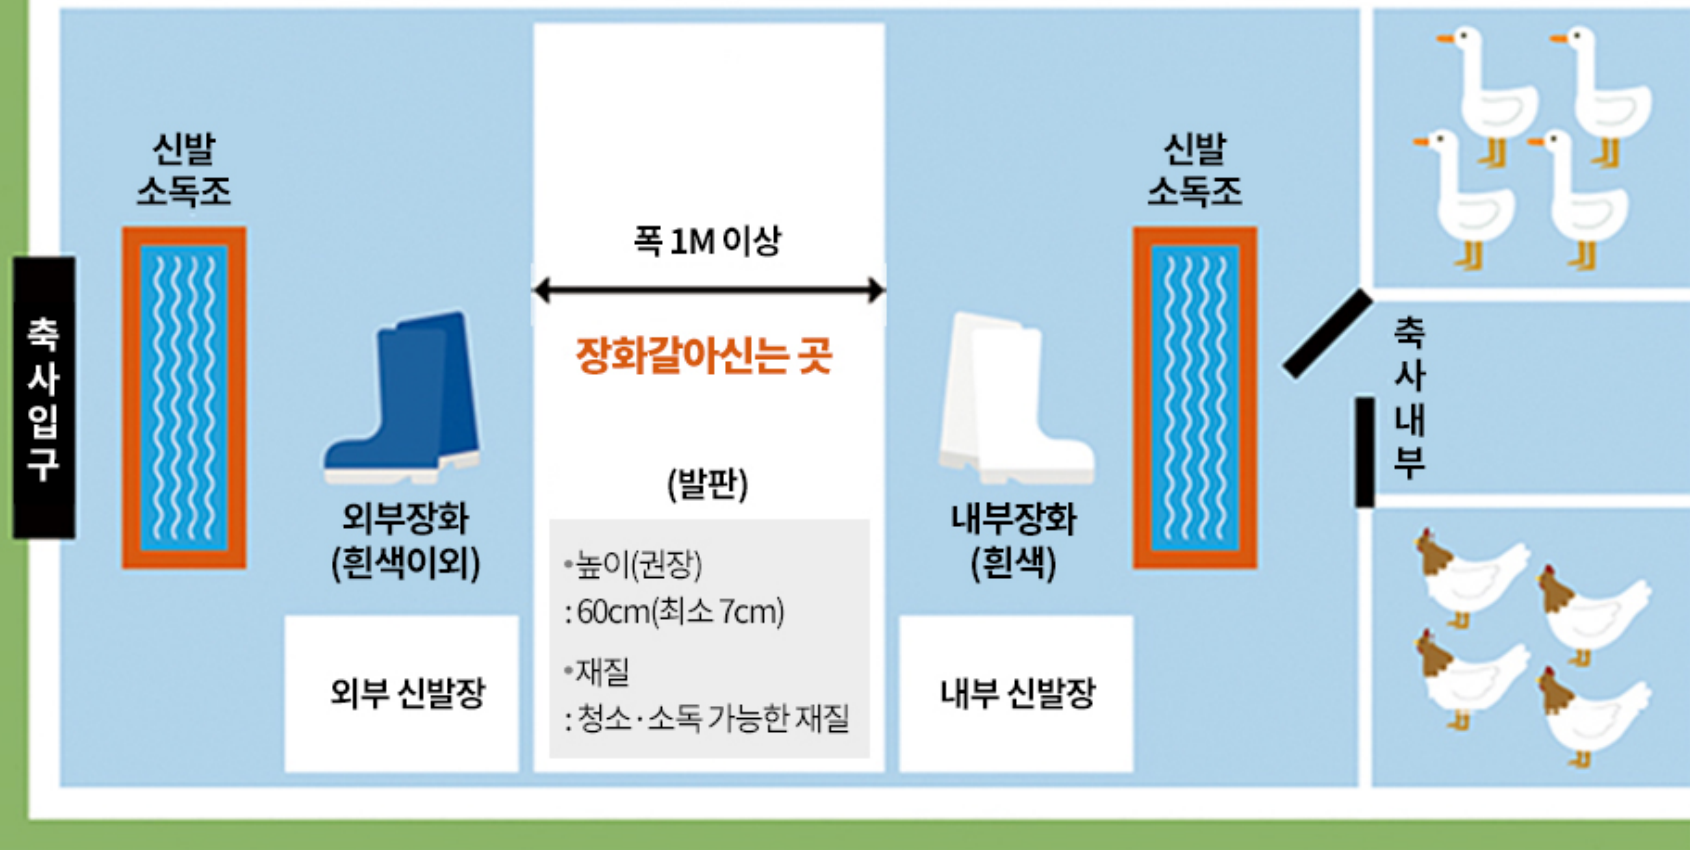 축사입구
신발
소독조
외부장화
(흰색이외)
외부 신발장
폭 1M 이상
장화갈아신는 곳
(발판)
•높이(권장)
: 60cm(최소 7cm)
•재질
: 청소·소독 가능한 재질
신발
소독조
내부장화
(흰색)
내부 신발장
축사내부